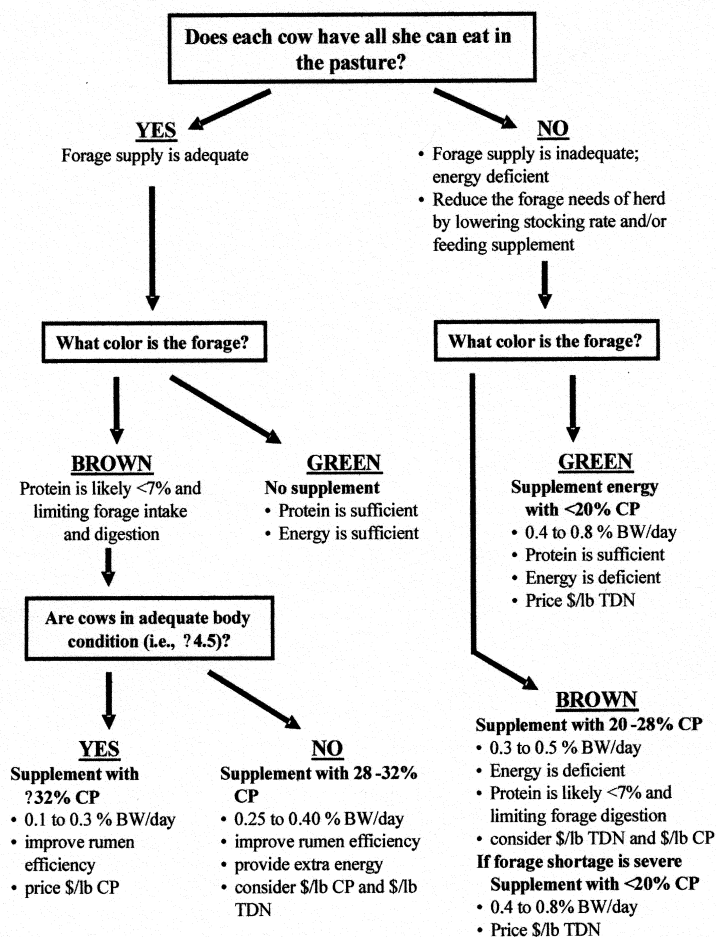 Does each cow have all she can eat in
the pasture?
YES
Forage supply is adequate
NO
• Forage supply is inadequate;
energy deficient
• Reduce the forage needs of herd
by lowering stocking rate and/or
feeding supplement
What color is the forage?
What color is the forage?
BROWN
Protein is likely <7% and
limiting forage intake
and digestion
GREEN
No supplement
• Protein is sufficient
• Energy is sufficient
GREEN
Supplement energy
with <20% CP
• 0.4 to 0.8 % BW/day
• Protein is sufficient
• Energy is deficient
• Price $/lb TDN
Are cows in adequate body
condition (i.e., ?4.5)?
YES
Supplement with
?32% CP
• 0.1 to 0.3 % BW/day
• improve rumen
efficiency
• price $/lb CP
NO
Supplement with 28-32%
CP
• 0.25 to 0.40 % BW/day
• improve rumen efficiency
• provide extra energy
• consider $/lb CP and $/lb
TDN
BROWN
Supplement with 20-28% CP
• 0.3 to 0.5 % BW/day
• Energy is deficient
• Protein is likely <7% and
limiting forage digestion
• consider $/lb TDN and $/lb CP
If forage shortage is severe
Supplement with <20% CP
• 0.4 to 0.8% BW/day
• Price $/lb TDN